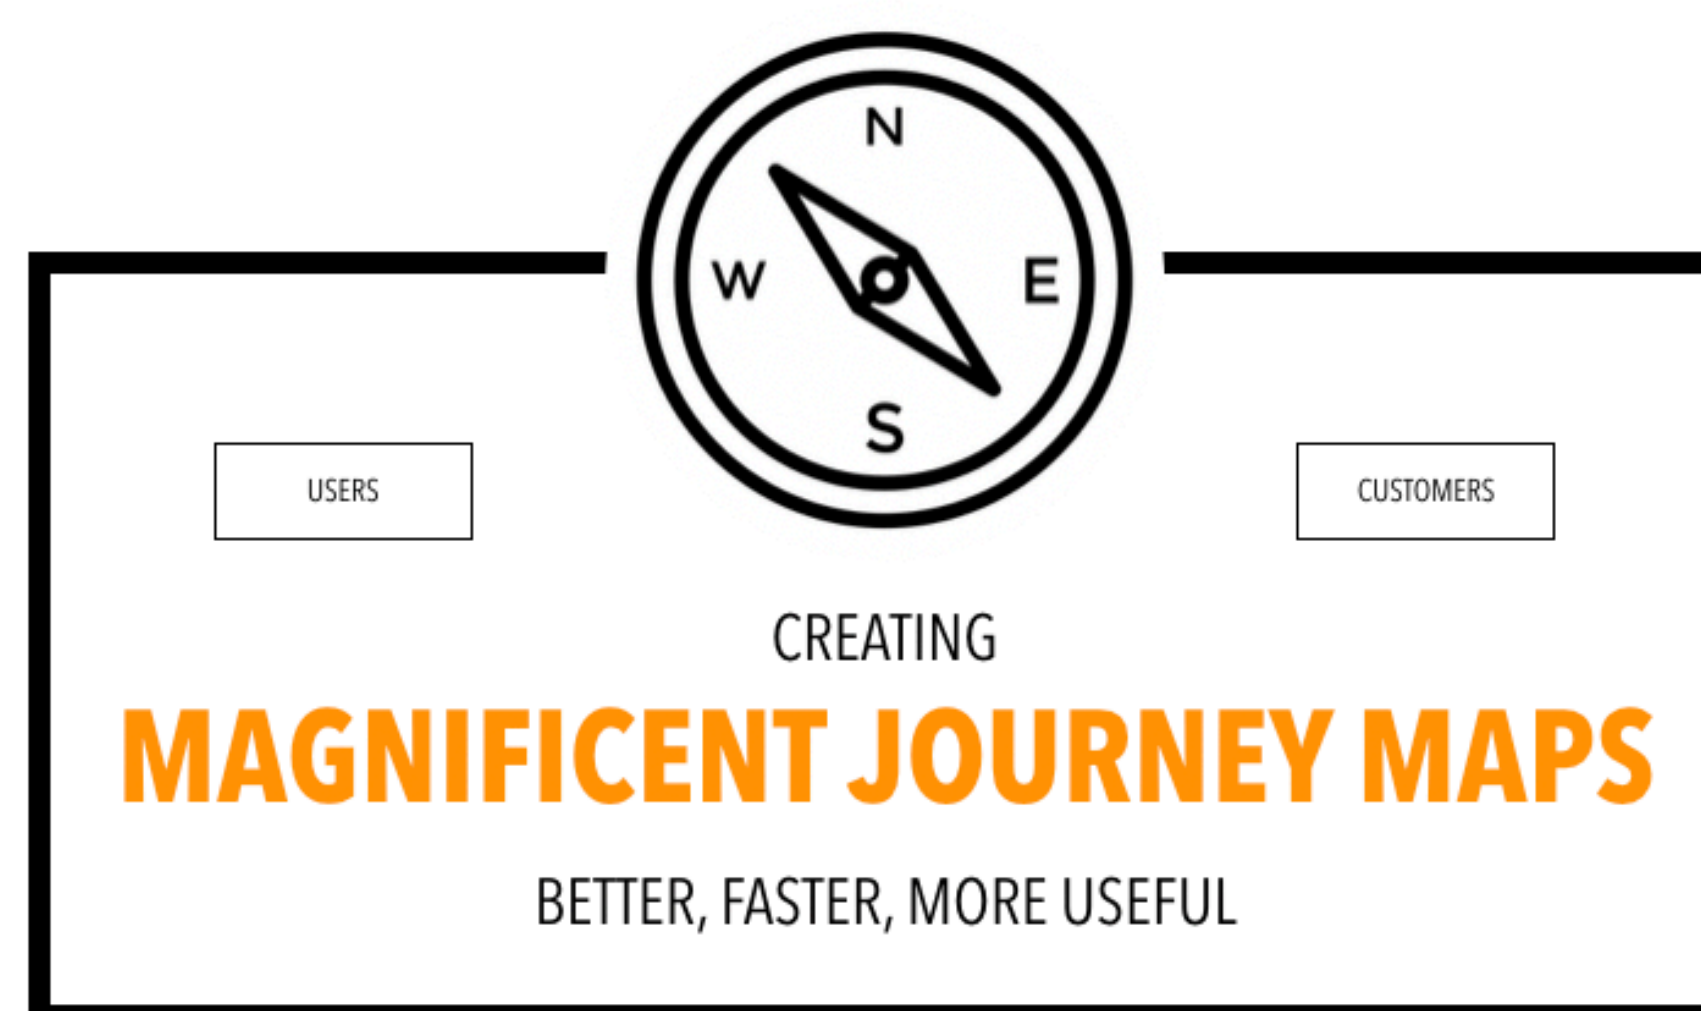 N
W
E
S
USERS
CUSTOMERS
CREATING
MAGNIFICENT JOURNEY MAPS
BETTER, FASTER, MORE USEFUL